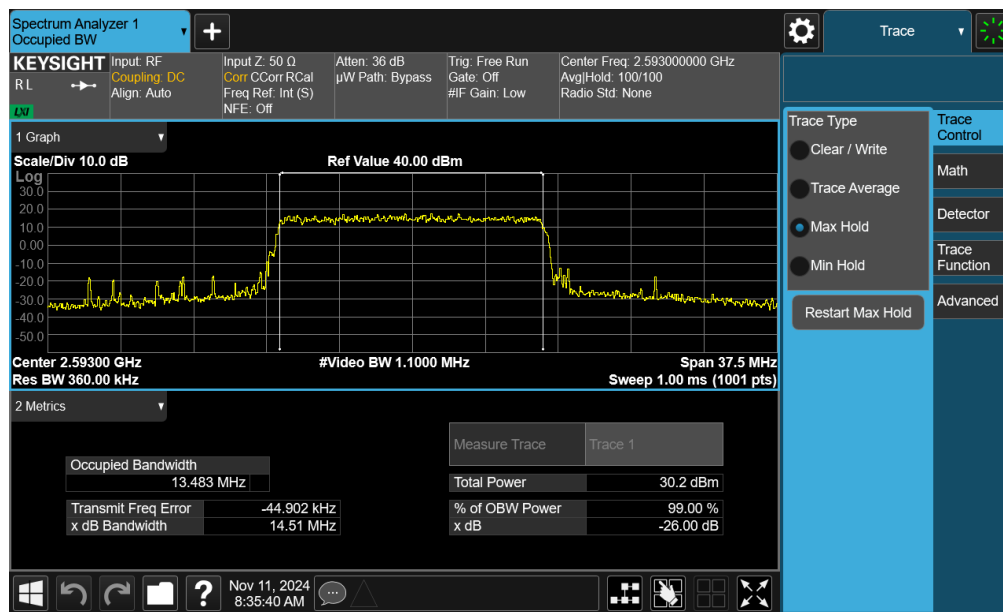 Spectrum Analyzer 1
Occupied BW
Trace
KEYSIGHT
R L
LXI
Input: RF
Coupling: DC
Align: Auto
Input Z: 50 Ω
Corr CCorr RCal
Freq Ref: Int (S)
NFE: Off
Atten: 36 dB
µW Path: Bypass
Trig: Free Run
Gate: Off
#IF Gain: Low
Center Freq: 2.593000000 GHz
Avg|Hold: 100/100
Radio Std: None
1 Graph
Scale/Div 10.0 dB
Ref Value 40.00 dBm
Log
30.0
20.0
10.0
0.00
-10.0
-20.0
-30.0
-40.0
-50.0
Center 2.59300 GHz
#Video BW 1.1000 MHz
Span 37.5 MHz
Res BW 360.00 kHz
Sweep 1.00 ms (1001 pts)
2 Metrics
Measure Trace Trace 1
Occupied Bandwidth
13.483 MHz
Total Power 30.2 dBm
Transmit Freq Error -44.902 kHz
% of OBW Power 99.00 %
x dB Bandwidth 14.51 MHz
x dB -26.00 dB
Trace Type
Clear / Write
Trace Average
Max Hold
Min Hold
Restart Max Hold
Trace
Control
Math
Detector
Trace
Function
Advanced
?
Nov 11, 2024
8:35:40 AM